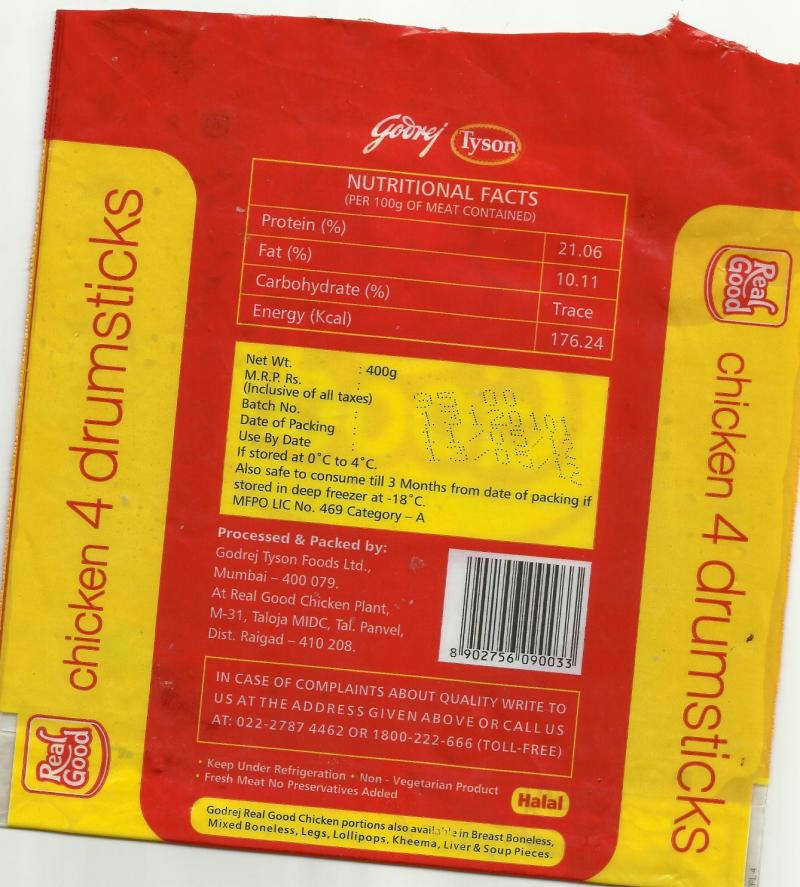 Godrej Tyson
NUTRITIONAL FACTS
(PER 100g OF MEAT CONTAINED)
Protein (%) 21.06
Fat (%) 10.11
Carbohydrate (%) Trace
Energy (Kcal) 176.24
Net Wt. : 400g
M.R.P. Rs. :
(Inclusive of all taxes)
Batch No. :
Date of Packing :
Use By Date :
If stored at 0°C to 4°C.
Also safe to consume till 3 Months from date of packing if
stored in deep freezer at -18°C.
MFPO LIC No. 469 Category – A
Processed & Packed by:
Godrej Tyson Foods Ltd.,
Mumbai – 400 079.
At Real Good Chicken Plant,
M-31, Taloja MIDC, Tal. Panvel,
Dist. Raigad – 410 208.
8 902756 090033
IN CASE OF COMPLAINTS ABOUT QUALITY WRITE TO
US AT THE ADDRESS GIVEN ABOVE OR CALL US
AT: 022-2787 4462 OR 1800-222-666 (TOLL-FREE)
• Keep Under Refrigeration • Non - Vegetarian Product
• Fresh Meat No Preservatives Added
Halal
Godrej Real Good Chicken portions also available in Breast Boneless,
Mixed Boneless, Legs, Lollipops, Kheema, Liver & Soup Pieces.
Real
Good
chicken 4 drumsticks
Real
Good
chicken 4 drumsticks